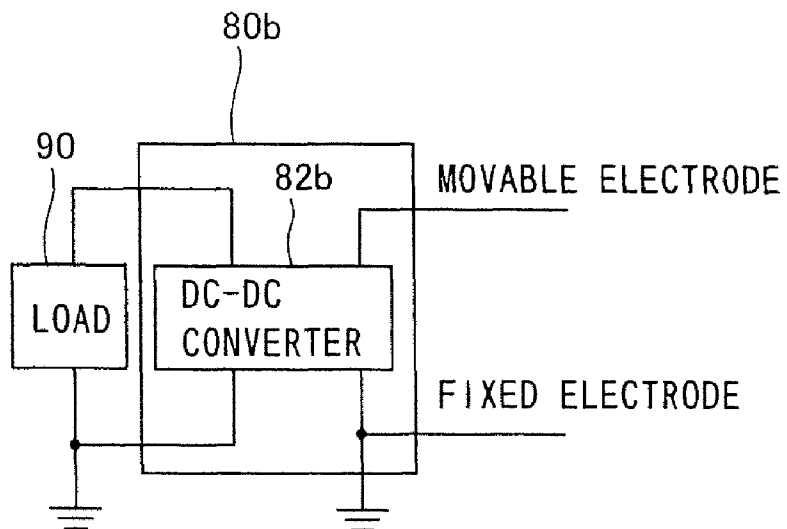 80b
90
82b
MOVABLE ELECTRODE
LOAD
DC-DC
CONVERTER
FIXED ELECTRODE